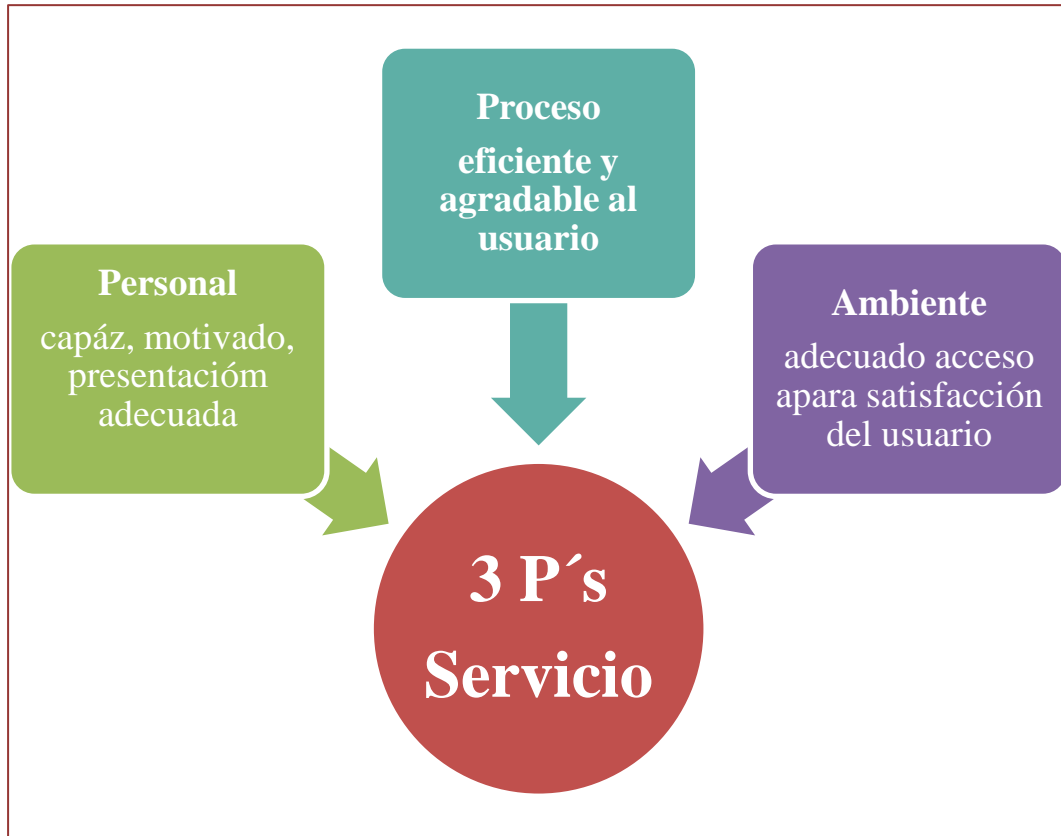 Proceso
eficiente y
agradable al
usuario
Personal
capáz, motivado,
presentacióm
adecuada
Ambiente
adecuado acceso
apara satisfacción
del usuario
3 P´s
Servicio